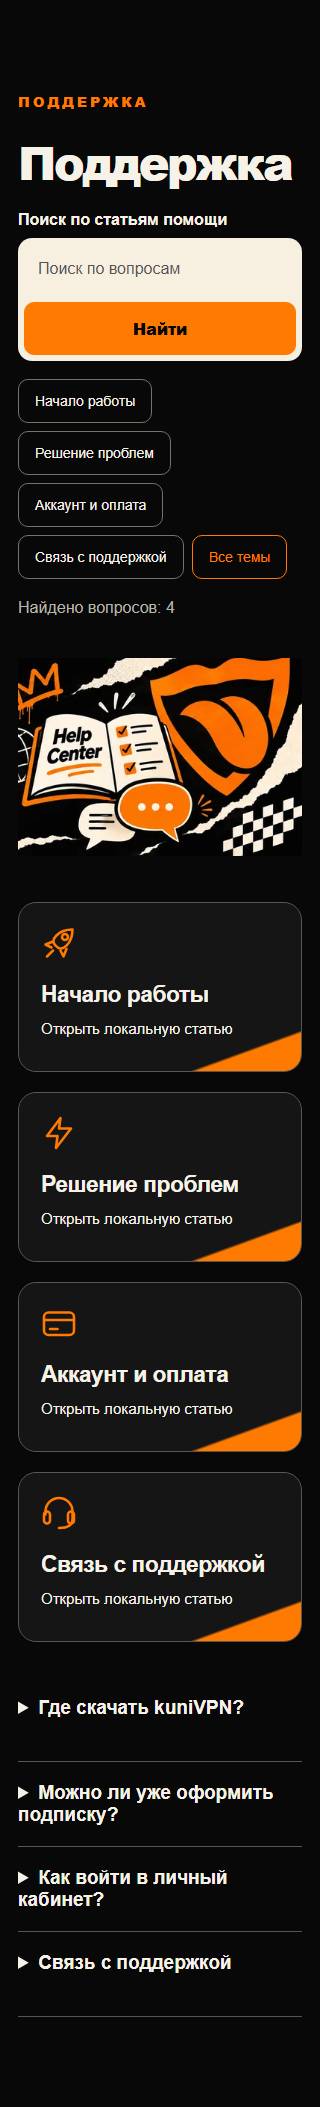 ПОДДЕРЖКА
Поддержка
Поиск по статьям помощи
Поиск по вопросам
Найти
Начало работы
Решение проблем
Аккаунт и оплата
Связь с поддержкой
Все темы
Найдено вопросов: 4
Help
Center
Начало работы
Открыть локальную статью
Решение проблем
Открыть локальную статью
Аккаунт и оплата
Открыть локальную статью
Связь с поддержкой
Открыть локальную статью
Где скачать kuniVPN?
Можно ли уже оформить
подписку?
Как войти в личный
кабинет?
Связь с поддержкой